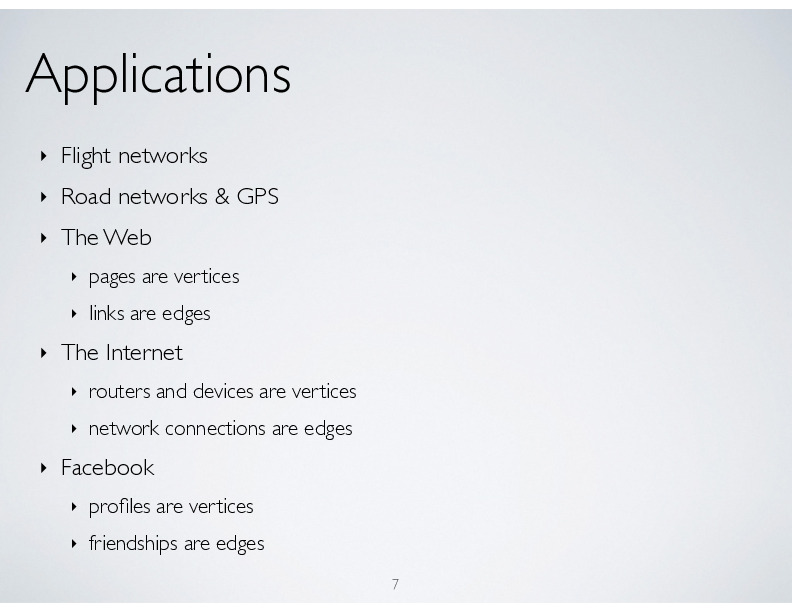 Applications
‣ Flight networks
‣ Road networks & GPS
‣ The Web
‣ pages are vertices
‣ links are edges
‣ The Internet
‣ routers and devices are vertices
‣ network connections are edges
‣ Facebook
‣ profiles are vertices
‣ friendships are edges
7